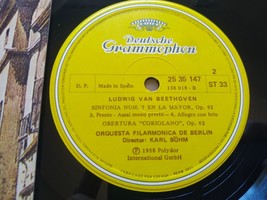 Deutsche
Grammophon
2
D. P.
Made in Spain
25 35 147
ST 33
LUDWIG VAN BEETHOVEN
SINFONIA NUM. 7 EN LA MAYOR, Op. 92
3. Presto - Assai meno presto - 4. Allegro con brio
OBERTURA "CORIOLANO", Op. 62
ORQUESTA FILARMONICA DE BERLIN
Director: KARL BÖHM
℗ 1958 Polydor
International GmbH